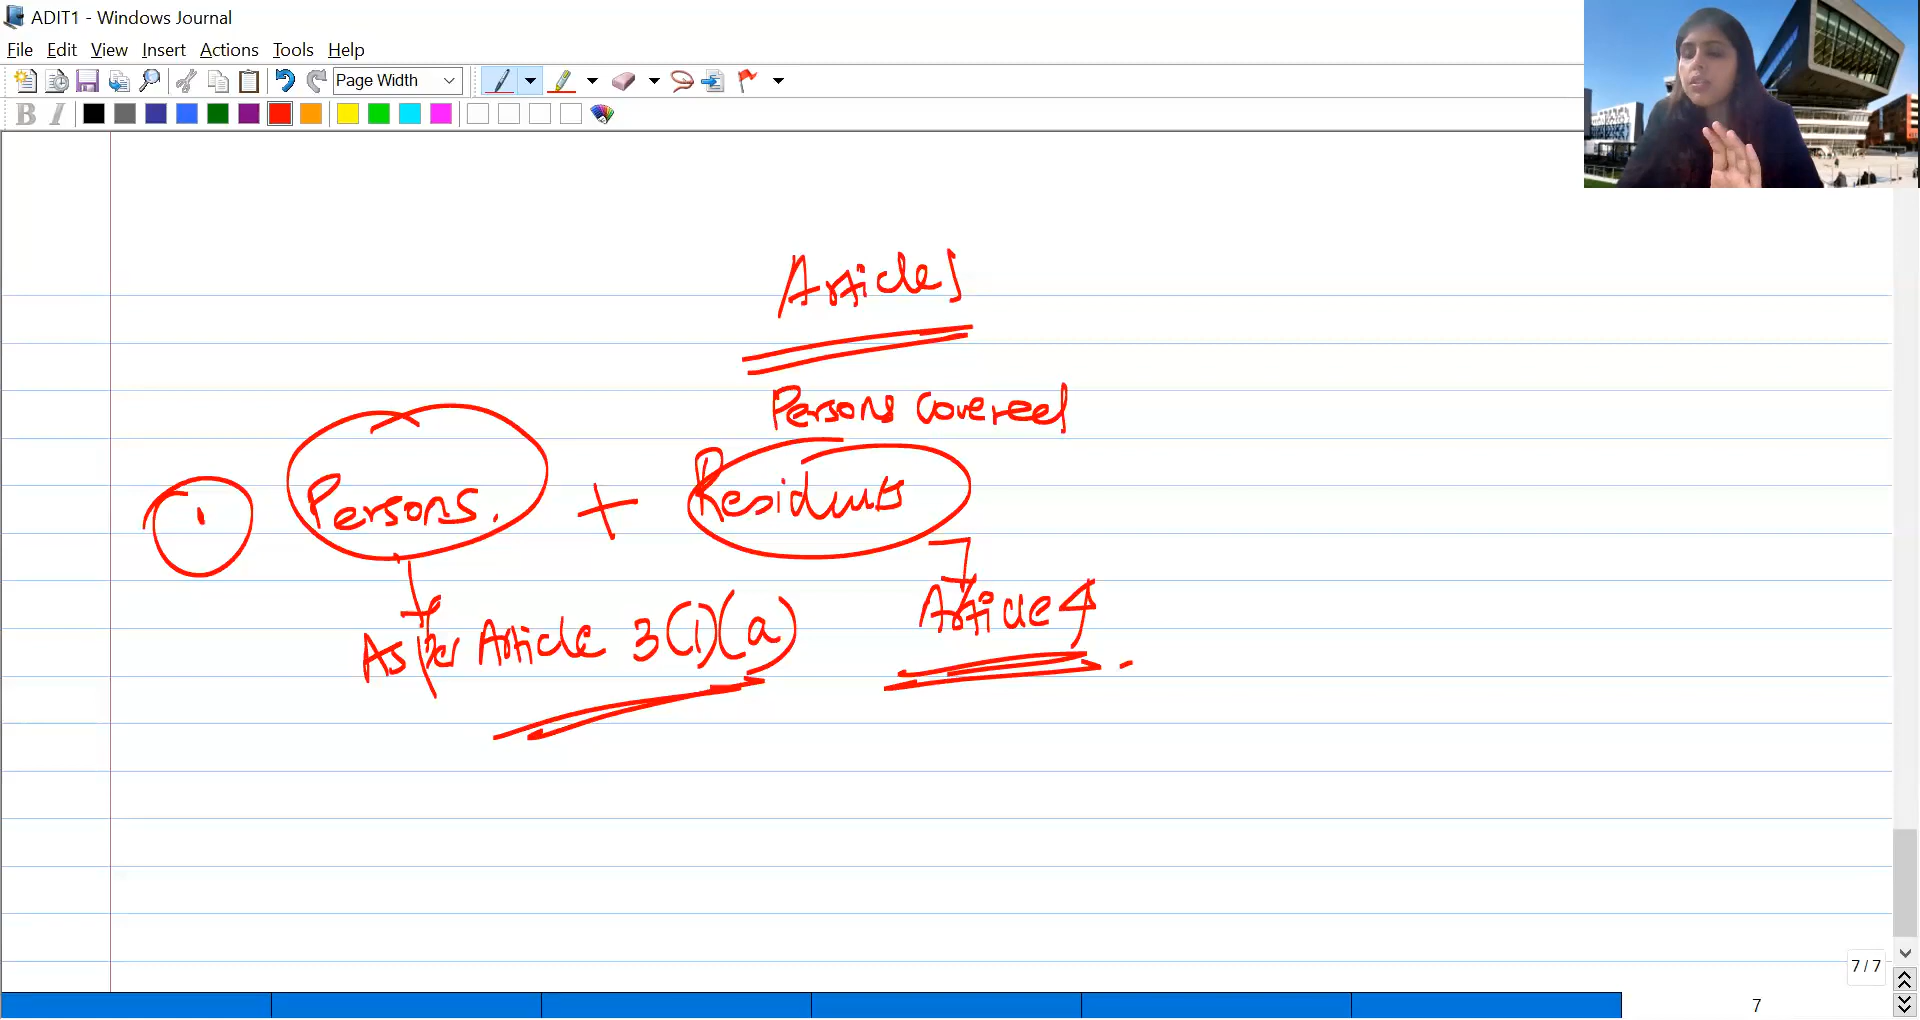 ADIT1 - Windows Journal
File Edit View Insert Actions Tools Help
Page Width
B I
Article 1
Persons Covered
1 Persons. + Residents
As per Article 3(1)(a)
Article 4
7 / 7
7